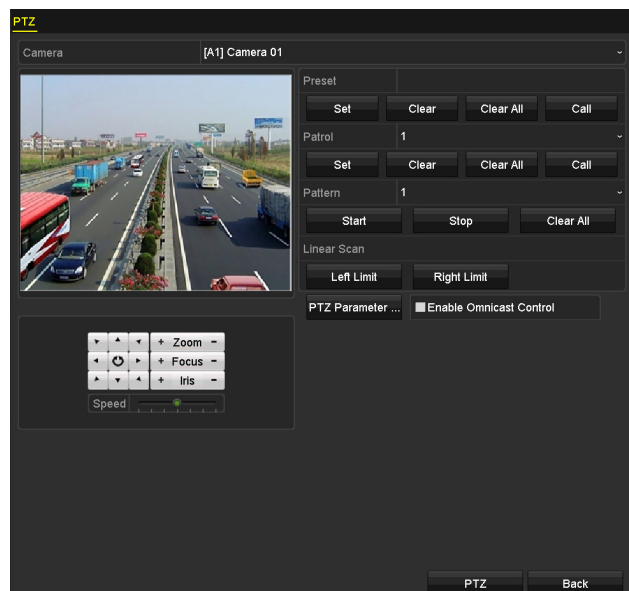 PTZ
Camera [A1] Camera 01
Preset
Set Clear Clear All Call
Patrol 1
Set Clear Clear All Call
Pattern 1
Start Stop Clear All
Linear Scan
Left Limit Right Limit
PTZ Parameter ... Enable Omnicast Control
+ Zoom -
+ Focus -
+ Iris -
Speed
PTZ Back